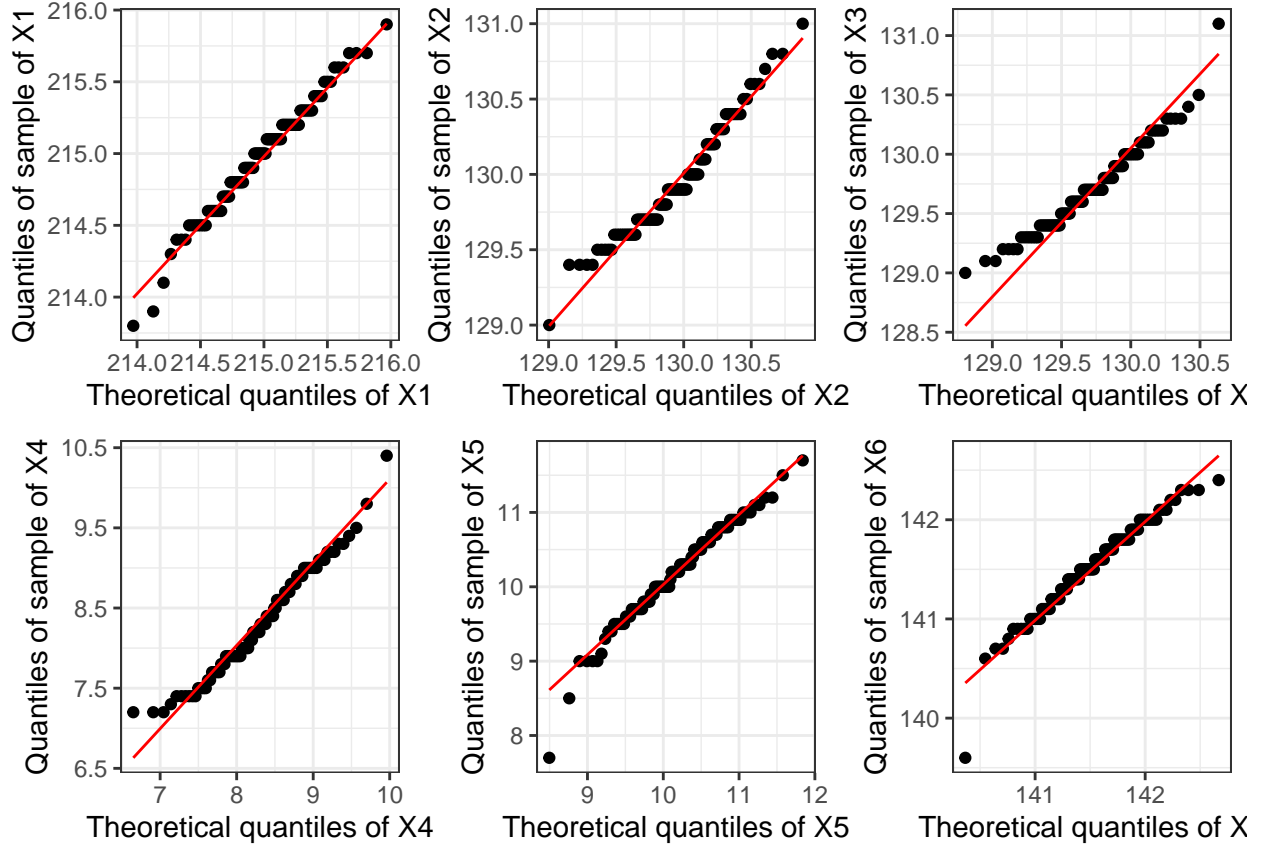 Quantiles of sample of X1
216.0
215.5
215.0
214.5
214.0
214.0 214.5 215.0 215.5 216.0
Theoretical quantiles of X1
Quantiles of sample of X2
131.0
130.5
130.0
129.5
129.0
129.0 129.5 130.0 130.5
Theoretical quantiles of X2
Quantiles of sample of X3
131.0
130.5
130.0
129.5
129.0
128.5
129.0 129.5 130.0 130.5
Theoretical quantiles of X
Quantiles of sample of X4
10.5
9.5
8.5
7.5
6.5
7 8 9 10
Theoretical quantiles of X4
Quantiles of sample of X5
11
10
9
8
9 10 11 12
Theoretical quantiles of X5
Quantiles of sample of X6
142
141
140
141 142
Theoretical quantiles of X